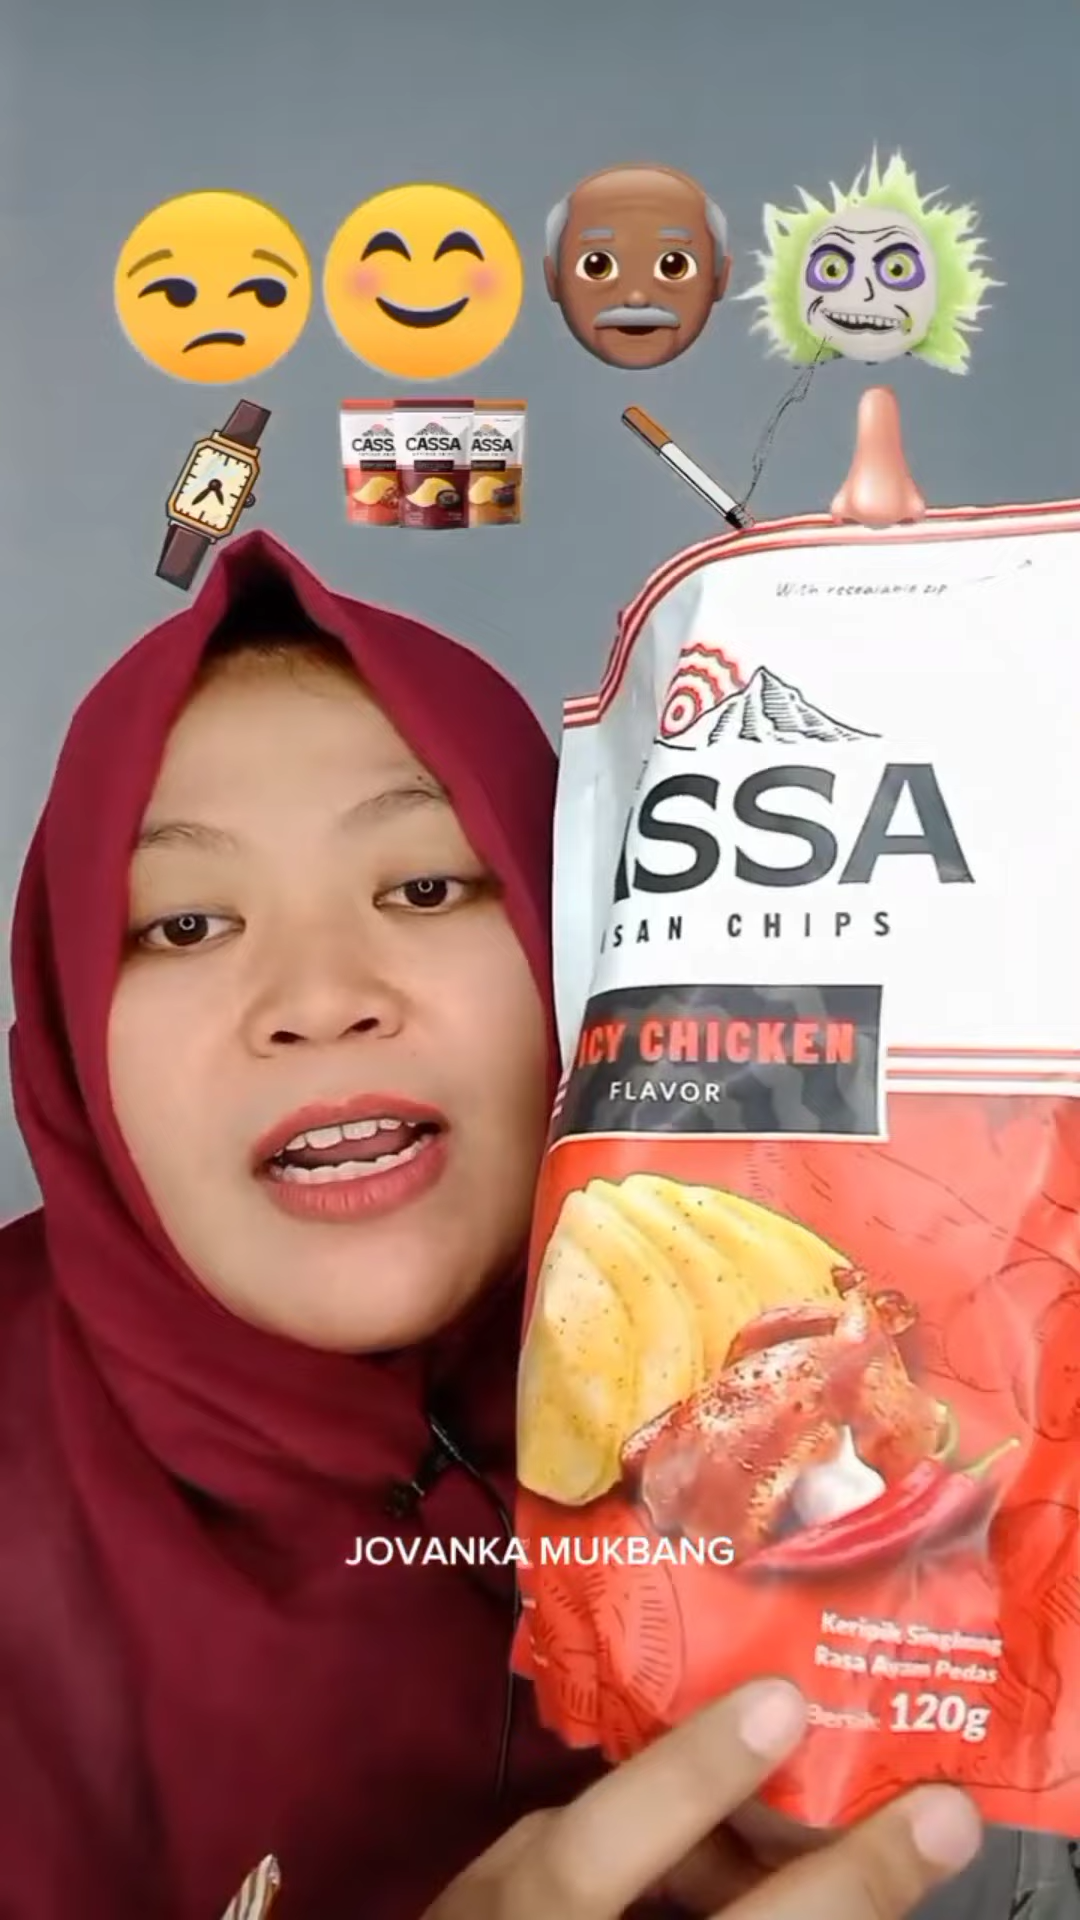 CASSA
CASSA
ASSA
With resealable zip
ASSA
ISAN CHIPS
ICY CHICKEN
FLAVOR
JOVANKA MUKBANG
Keripik Singkong
Rasa Ayam Pedas
Bersih: 120g